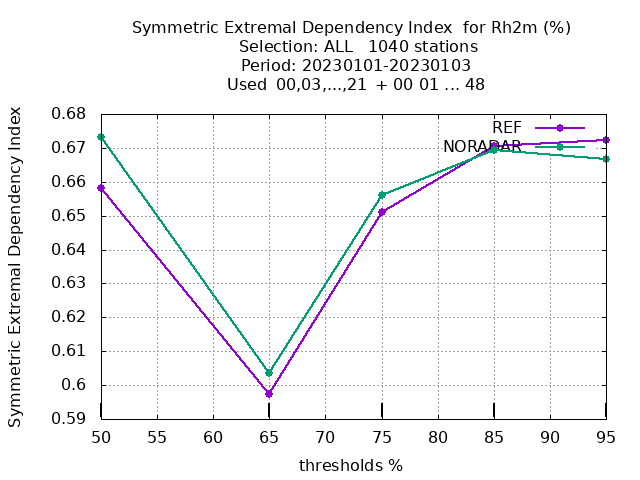 Symmetric Extremal Dependency Index  for Rh2m (%)
Selection: ALL   1040 stations
Period: 20230101-20230103
Used  00,03,...,21  + 00 01 ... 48
Symmetric Extremal Dependency Index
0.68
0.67
0.66
0.65
0.64
0.63
0.62
0.61
0.6
0.59
REF
NORADAR
50 55 60 65 70 75 80 85 90 95
thresholds %